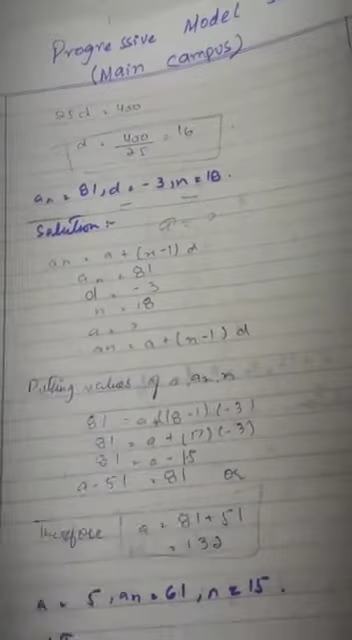 Progressive Model
(Main campus)
25d = 400
d = 400/25 = 16
an = 81, d = -3, n = 18.
Solution:-
an = a + (n-1) d
an = 81
d = -3
n = 18
a = ?
an = a + (n-1) d
Putting values of a, an, n
81 = a + (18-1) (-3)
81 = a + (17) (-3)
81 = a - 15
a - 51 = 81 or
Therefore a = 81 + 51
= 132
a = 5, an = 61, n = 15.